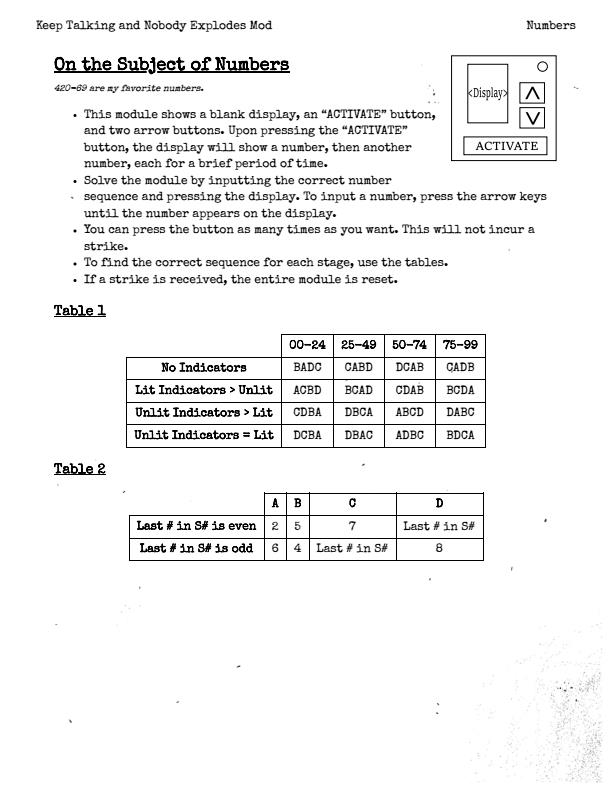 Keep Talking and Nobody Explodes Mod Numbers
On the Subject of Numbers
420-69 are my favorite numbers.
<Display>
ACTIVATE
• This module shows a blank display, an “ACTIVATE” button,
and two arrow buttons. Upon pressing the “ACTIVATE”
button, the display will show a number, then another
number, each for a brief period of time.
• Solve the module by inputting the correct number
sequence and pressing the display. To input a number, press the arrow keys
until the number appears on the display.
• You can press the button as many times as you want. This will not incur a
strike.
• To find the correct sequence for each stage, use the tables.
• If a strike is received, the entire module is reset.
Table 1
00-24 25-49 50-74 75-99
No Indicators BADC CABD DCAB CADB
Lit Indicators > Unlit ACBD BCAD CDAB BCDA
Unlit Indicators > Lit CDBA DBCA ABCD DABC
Unlit Indicators = Lit DCBA DBAC ADBC BDCA
Table 2
A B C D
Last # in S# is even 2 5 7 Last # in S#
Last # in S# is odd 6 4 Last # in S# 8